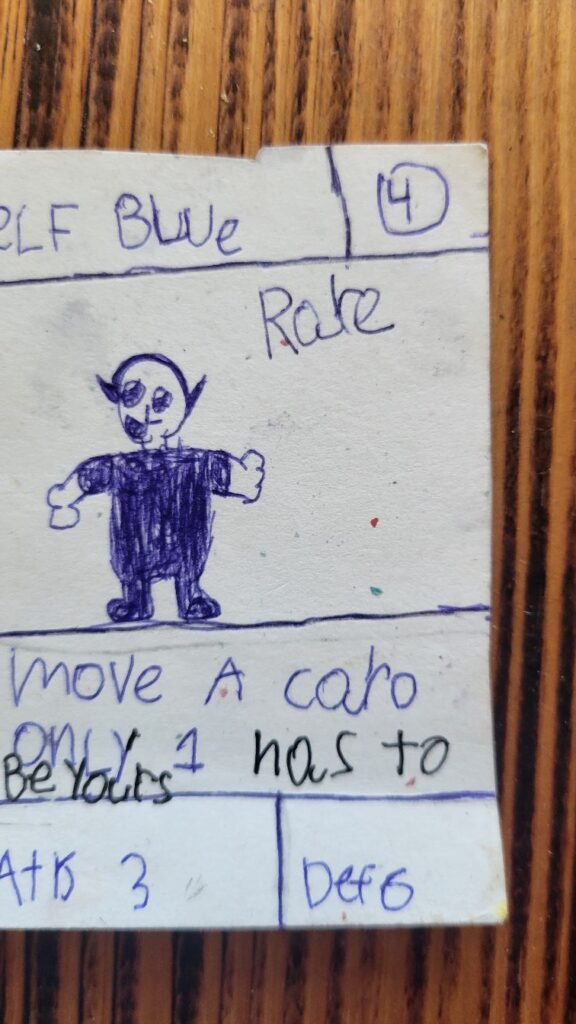 eLF BLUe
4
Rare
move A card
onLy 1 has to
Be Yours
Atk 3
Def 6